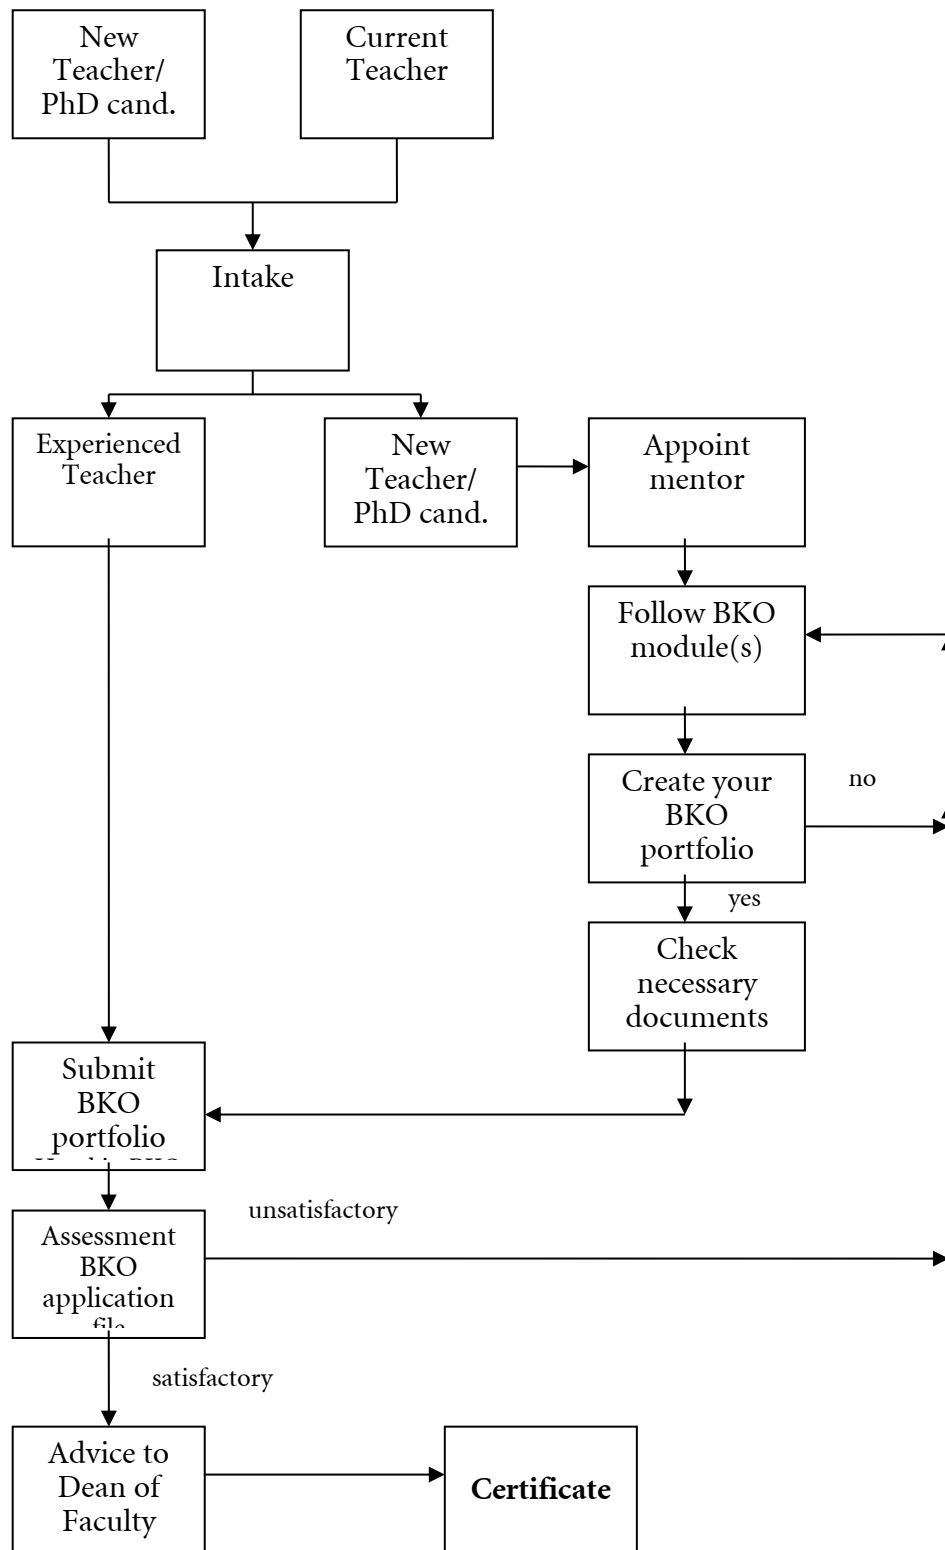 New
Teacher/
PhD cand.
Current
Teacher
Intake
Experienced
Teacher
New
Teacher/
PhD cand.
Appoint
mentor
Follow BKO
module(s)
Create your
BKO
portfolio
no
yes
Check
necessary
documents
Submit
BKO
portfolio
unsatisfactory
Assessment
BKO
application
file
satisfactory
Advice to
Dean of
Faculty
Certificate